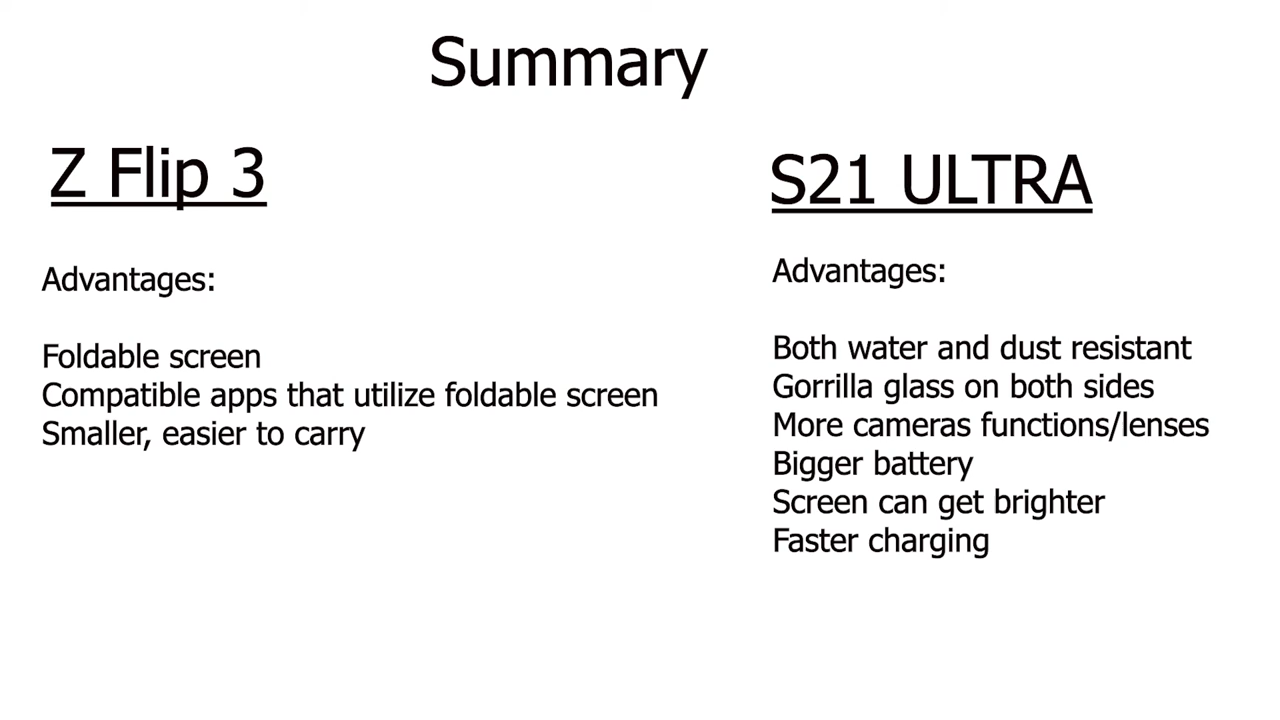 Summary
Z Flip 3
Advantages:
Foldable screen
Compatible apps that utilize foldable screen
Smaller, easier to carry
S21 ULTRA
Advantages:
Both water and dust resistant
Gorrilla glass on both sides
More cameras functions/lenses
Bigger battery
Screen can get brighter
Faster charging